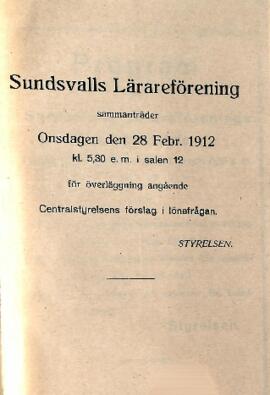 Sundsvalls Lärareförening
sammanträder
Onsdagen den 28 Febr. 1912
kl. 5,30 e. m. i salen 12
för överläggning angående
Centralstyrelsens förslag i lönefrågan.
STYRELSEN.